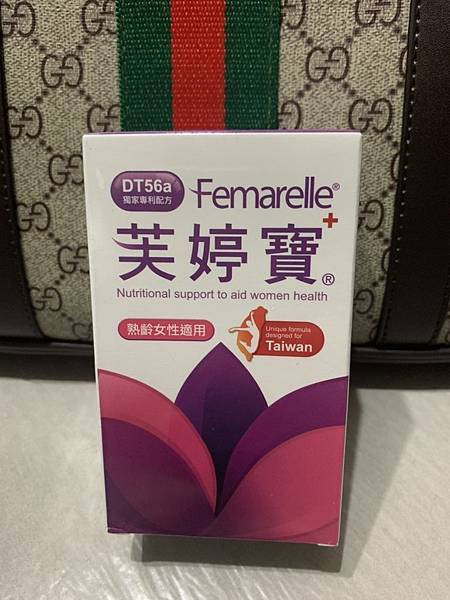 DT56a
獨家專利配方
Femarelle®
芙婷寶+®
Nutritional support to aid women health
熟齡女性適用
Unique formula
designed for
Taiwan